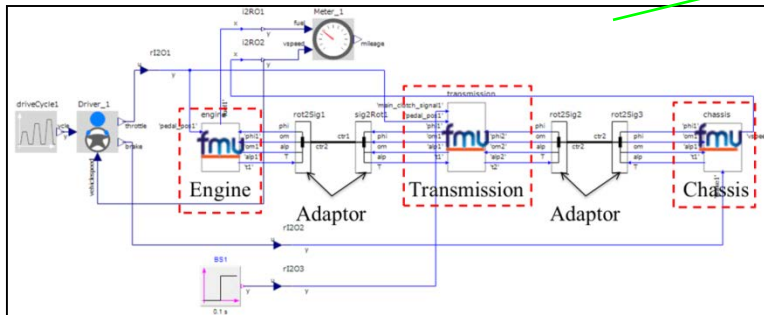 i2RO1
Meter_1
fuel
x
y
i2RO2
vspeed
mileage
x
y
rI2O1
u
y
driveCycle1
Driver_1
cycle
throttle
brake
vehiclespeed
engine
'pedal_pos1'
fmu
'phi1'
'om1'
'alp1'
't1'
Engine
rot2Sig1
phi
om
alp
T
ctr1
ctr2
sig2Rot1
phi
om
alp
T
Adaptor
transmission
'main_clutch_signal1'
'pedal_pos1'
'phi1'
'om1'
'alp1'
't1'
fmu
'phi2'
'om2'
'alp2'
't2'
Transmission
rot2Sig2
phi
om
alp
T
ctr1
ctr2
rot2Sig3
phi
om
alp
T
Adaptor
chassis
'phi1'
'om1'
'alp1'
't1'
fmu
Chassis
rI2O2
u
y
rI2O3
u
y
BS1
y
0.1 s